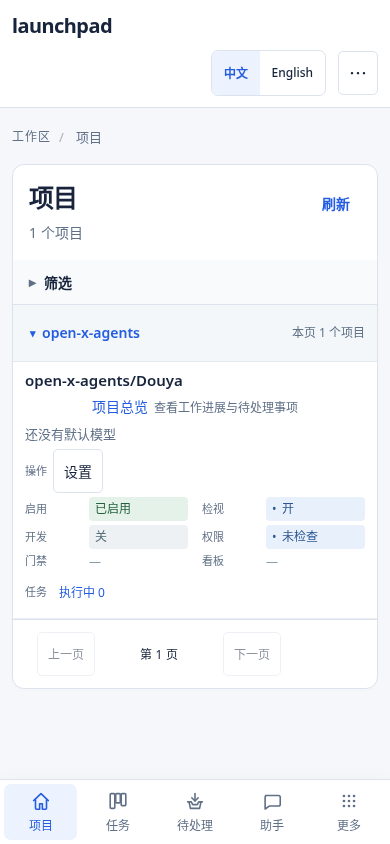 launchpad
中文 English ...
工作区 / 项目
项目
刷新
1 个项目
▶ 筛选
▼ open-x-agents 本页 1 个项目
open-x-agents/Douya
项目总览 查看工作进展与待处理事项
还没有默认模型
操作 设置
启用 已启用 检视 • 开
开发 关 权限 • 未检查
门禁 — 看板 —
任务 执行中 0
上一页 第 1 页 下一页
项目 任务 待处理 助手 更多